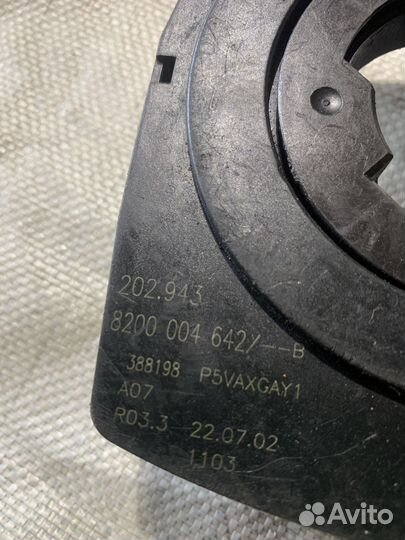 202.943
8200 004 642/--B
388198 P5VAXGAY1
A07
R03.3 22.07.02
1103
Avito